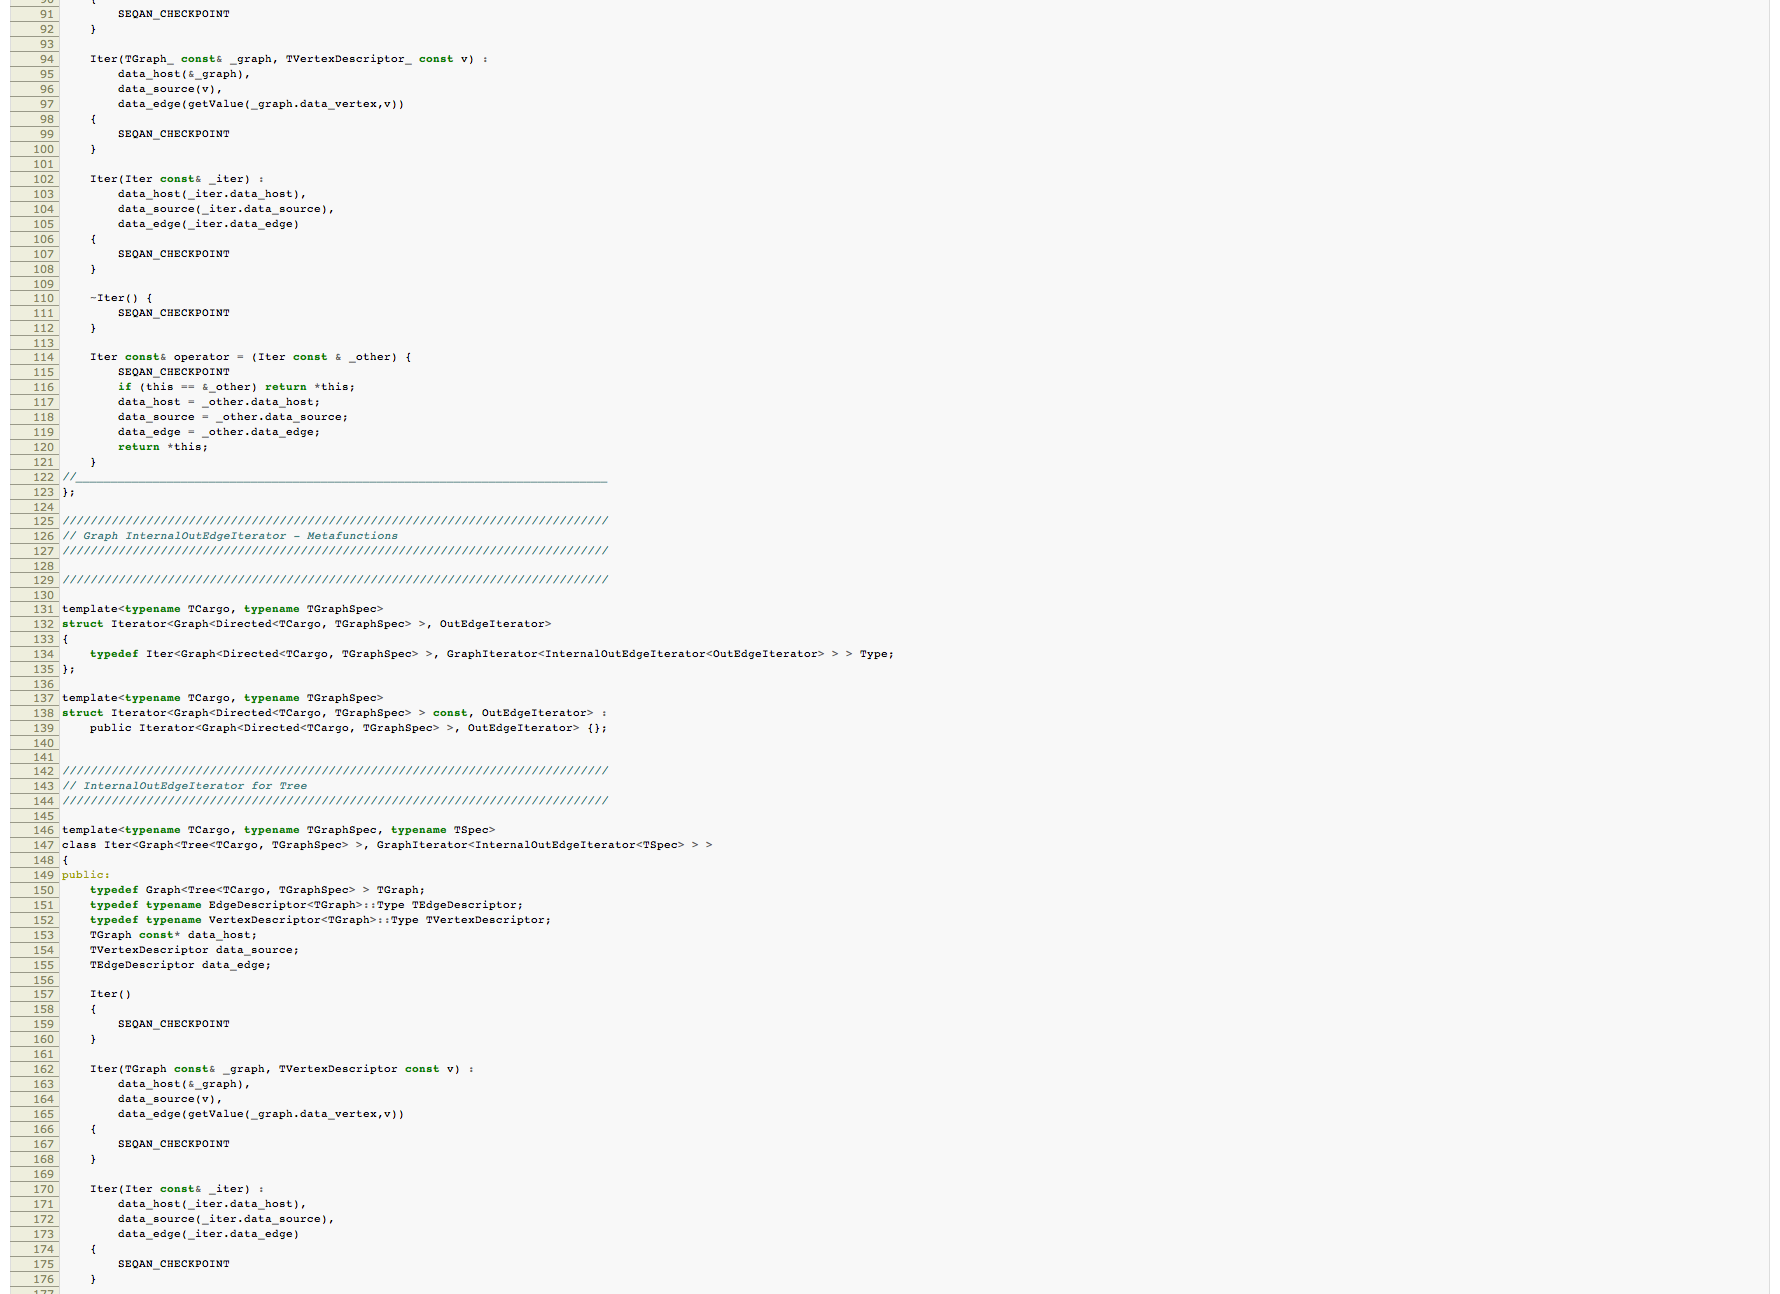 90 {
91 SEQAN_CHECKPOINT
92 }
93
94 Iter(TGraph_ const& _graph, TVertexDescriptor_ const v) :
95 data_host(&_graph),
96 data_source(v),
97 data_edge(getValue(_graph.data_vertex,v))
98 {
99 SEQAN_CHECKPOINT
100 }
101
102 Iter(Iter const& _iter) :
103 data_host(_iter.data_host),
104 data_source(_iter.data_source),
105 data_edge(_iter.data_edge)
106 {
107 SEQAN_CHECKPOINT
108 }
109
110 ~Iter() {
111 SEQAN_CHECKPOINT
112 }
113
114 Iter const& operator = (Iter const & _other) {
115 SEQAN_CHECKPOINT
116 if (this == &_other) return *this;
117 data_host = _other.data_host;
118 data_source = _other.data_source;
119 data_edge = _other.data_edge;
120 return *this;
121 }
122 //____________________________________________________________________________
123 };
124
125 //////////////////////////////////////////////////////////////////////////////
126 // Graph InternalOutEdgeIterator - Metafunctions
127 //////////////////////////////////////////////////////////////////////////////
128
129 //////////////////////////////////////////////////////////////////////////////
130
131 template<typename TCargo, typename TGraphSpec>
132 struct Iterator<Graph<Directed<TCargo, TGraphSpec> >, OutEdgeIterator>
133 {
134 typedef Iter<Graph<Directed<TCargo, TGraphSpec> >, GraphIterator<InternalOutEdgeIterator<OutEdgeIterator> > > Type;
135 };
136
137 template<typename TCargo, typename TGraphSpec>
138 struct Iterator<Graph<Directed<TCargo, TGraphSpec> > const, OutEdgeIterator> :
139 public Iterator<Graph<Directed<TCargo, TGraphSpec> >, OutEdgeIterator> {};
140
141
142 //////////////////////////////////////////////////////////////////////////////
143 // InternalOutEdgeIterator for Tree
144 //////////////////////////////////////////////////////////////////////////////
145
146 template<typename TCargo, typename TGraphSpec, typename TSpec>
147 class Iter<Graph<Tree<TCargo, TGraphSpec> >, GraphIterator<InternalOutEdgeIterator<TSpec> > >
148 {
149 public:
150 typedef Graph<Tree<TCargo, TGraphSpec> > TGraph;
151 typedef typename EdgeDescriptor<TGraph>::Type TEdgeDescriptor;
152 typedef typename VertexDescriptor<TGraph>::Type TVertexDescriptor;
153 TGraph const* data_host;
154 TVertexDescriptor data_source;
155 TEdgeDescriptor data_edge;
156
157 Iter()
158 {
159 SEQAN_CHECKPOINT
160 }
161
162 Iter(TGraph const& _graph, TVertexDescriptor const v) :
163 data_host(&_graph),
164 data_source(v),
165 data_edge(getValue(_graph.data_vertex,v))
166 {
167 SEQAN_CHECKPOINT
168 }
169
170 Iter(Iter const& _iter) :
171 data_host(_iter.data_host),
172 data_source(_iter.data_source),
173 data_edge(_iter.data_edge)
174 {
175 SEQAN_CHECKPOINT
176 }
177